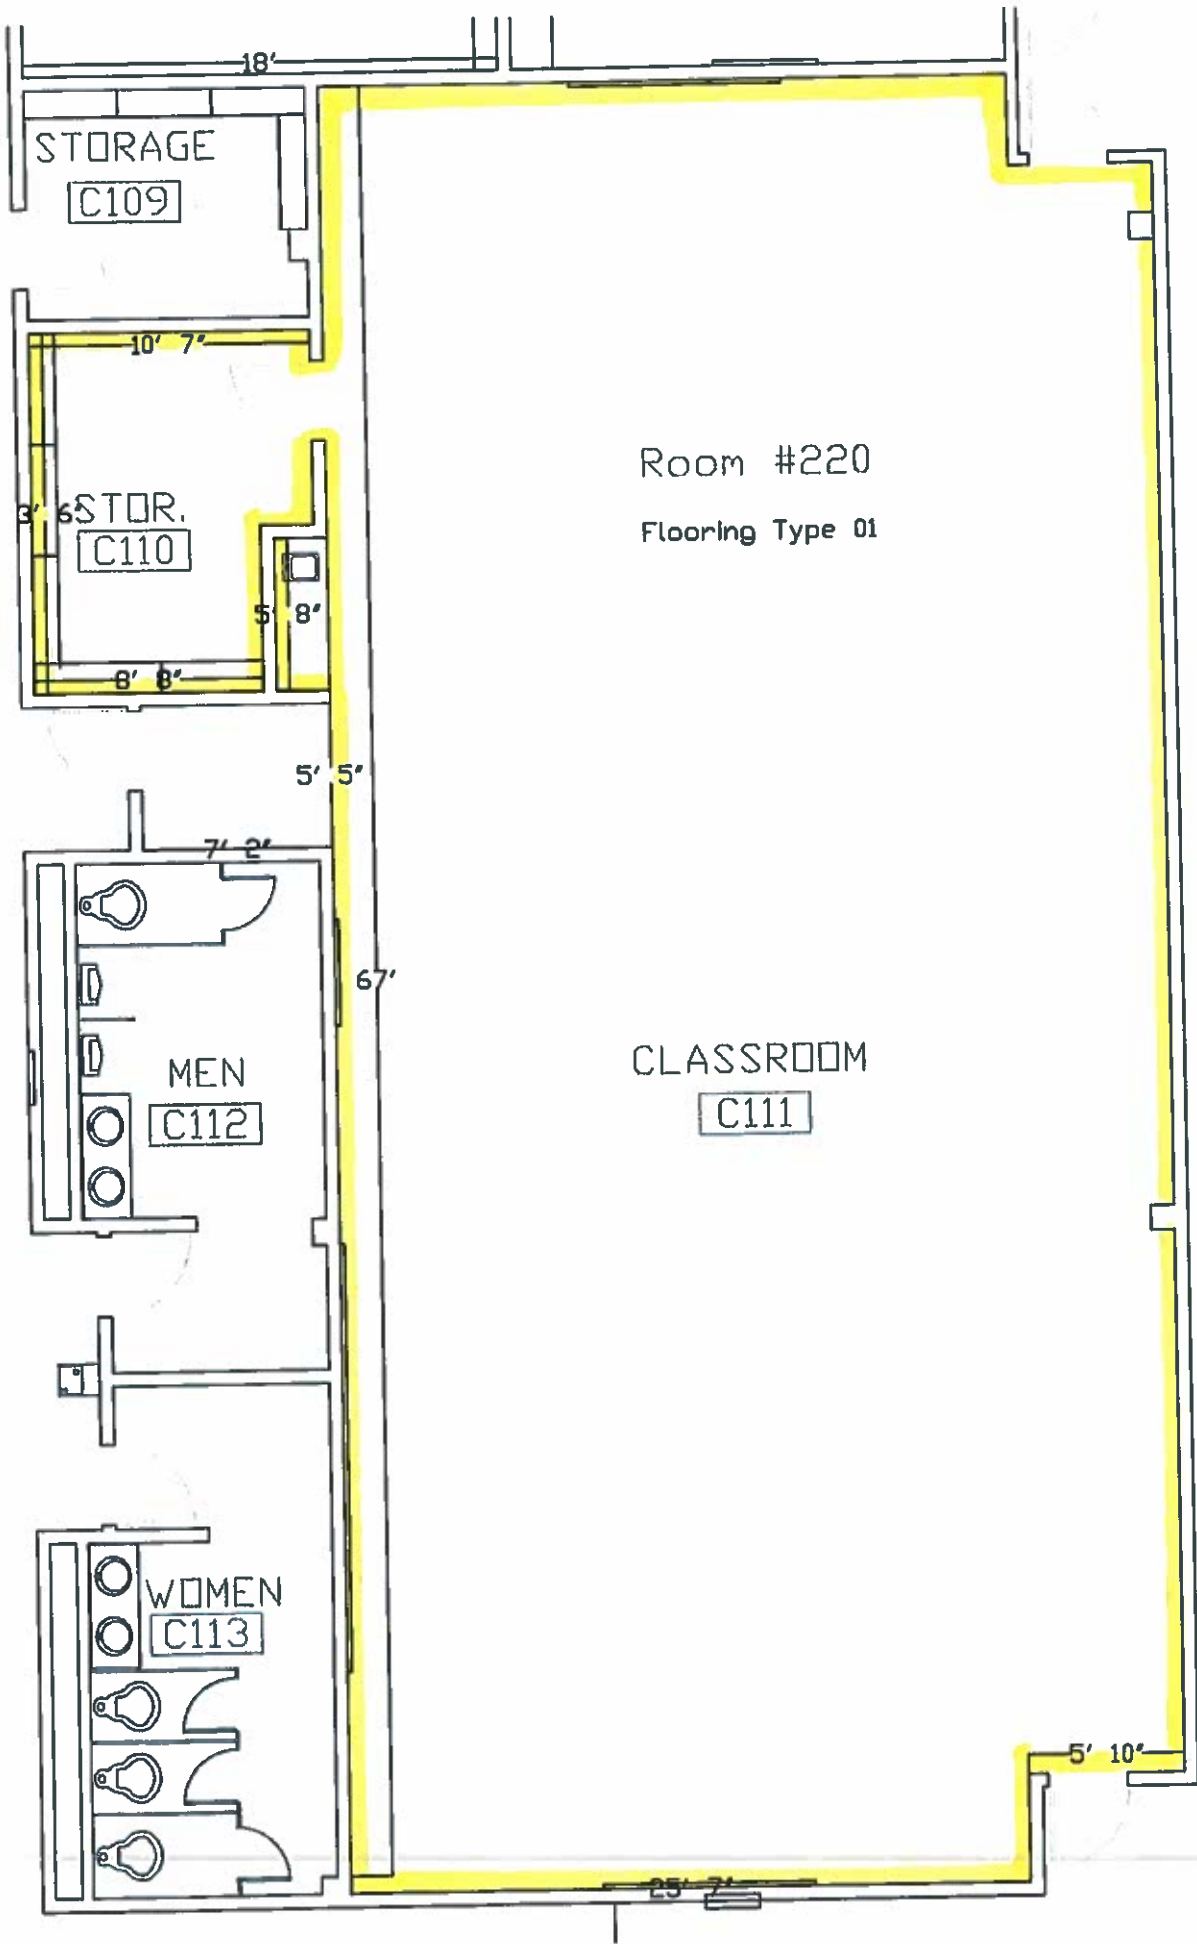 18'
STORAGE
C109
10' 7"
Room #220
Flooring Type 01
3' 6"
STOR.
C110
5' 8"
8' 8"
5' 5"
7' 2"
67'
CLASSROOM
C111
MEN
C112
WOMEN
C113
5' 10"
25' 7"